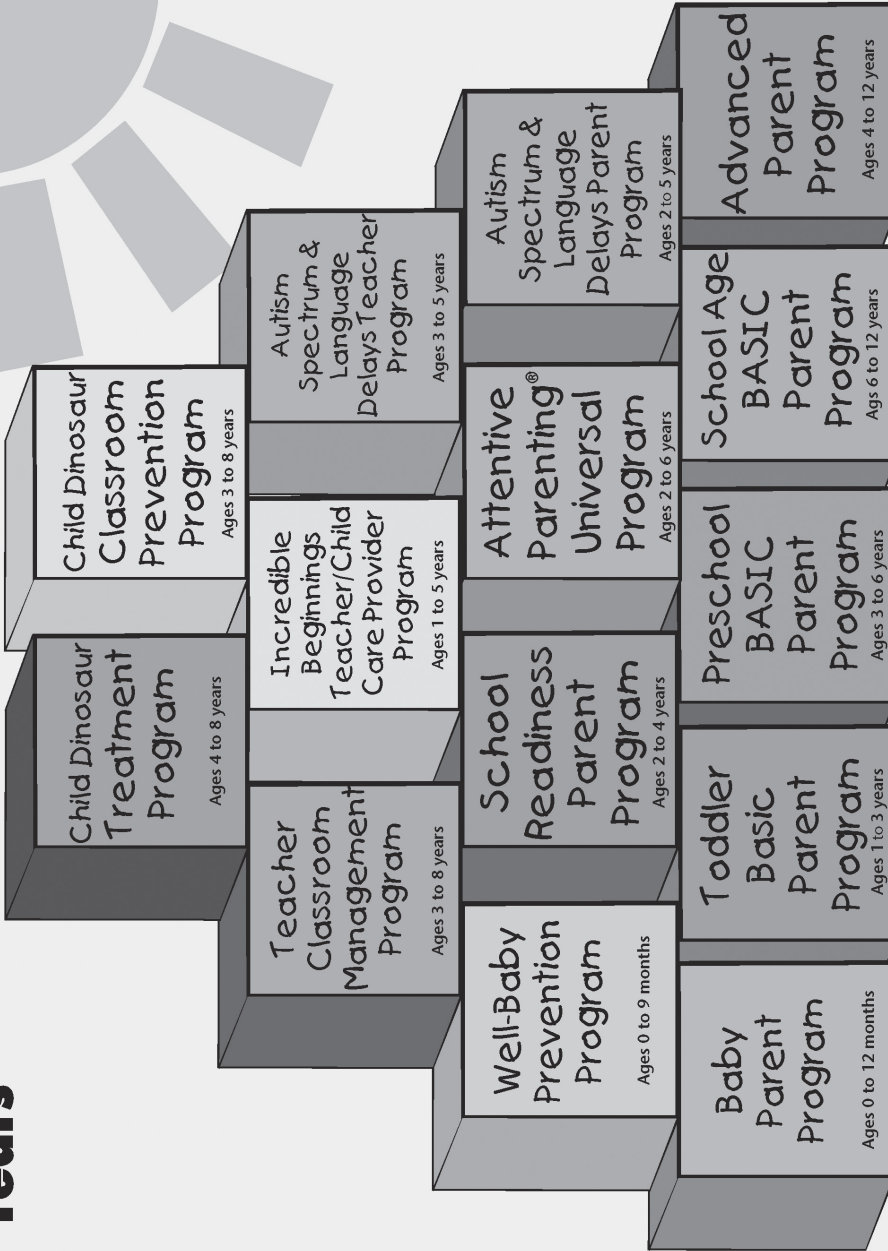 Years
Child Dinosaur
Treatment
Program
Ages 4 to 8 years
Child Dinosaur
Classroom
Prevention
Program
Ages 3 to 8 years
Teacher
Classroom
Management
Program
Ages 3 to 8 years
Incredible
Beginnings
Teacher/Child
Care Provider
Program
Ages 1 to 5 years
Autism
Spectrum &
Language
Delays Teacher
Program
Ages 3 to 5 years
Well-Baby
Prevention
Program
Ages 0 to 9 months
School
Readiness
Parent
Program
Ages 2 to 4 years
Attentive
Parenting®
Universal
Program
Ages 2 to 6 years
Autism
Spectrum &
Language
Delays Parent
Program
Ages 2 to 5 years
Baby
Parent
Program
Ages 0 to 12 months
Toddler
Basic
Parent
Program
Ages 1 to 3 years
Preschool
BASIC
Parent
Program
Ages 3 to 6 years
School Age
BASIC
Parent
Program
Ags 6 to 12 years
Advanced
Parent
Program
Ages 4 to 12 years